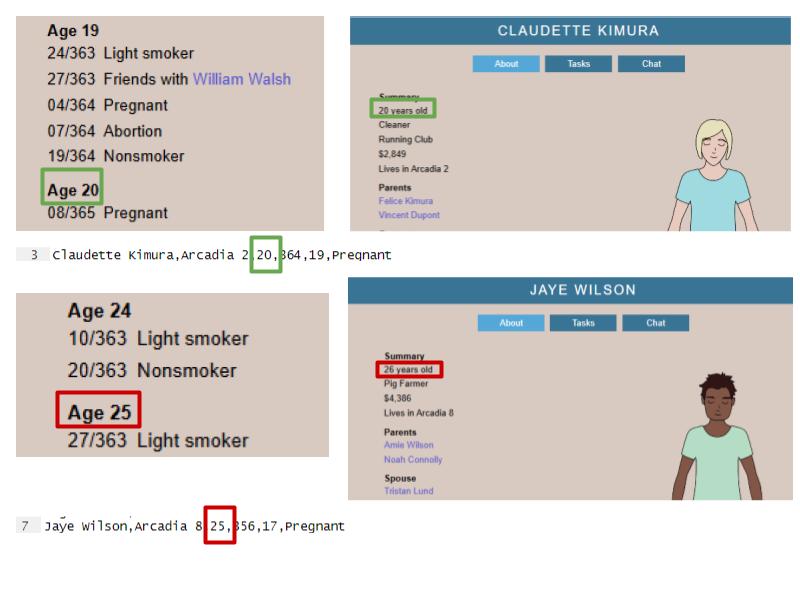 Age 19
24/363 Light smoker
27/363 Friends with William Walsh
04/364 Pregnant
07/364 Abortion
19/364 Nonsmoker
Age 20
08/365 Pregnant
CLAUDETTE KIMURA
About Tasks Chat
Summary
20 years old
Cleaner
Running Club
$2,849
Lives in Arcadia 2
Parents
Felice Kimura
Vincent Dupont
3 Claudette Kimura,Arcadia 2,20,364,19,Pregnant
Age 24
10/363 Light smoker
20/363 Nonsmoker
Age 25
27/363 Light smoker
JAYE WILSON
About Tasks Chat
Summary
26 years old
Pig Farmer
$4,386
Lives in Arcadia 8
Parents
Amie Wilson
Noah Connolly
Spouse
Tristan Lund
7 Jaye Wilson,Arcadia 8,25,356,17,Pregnant